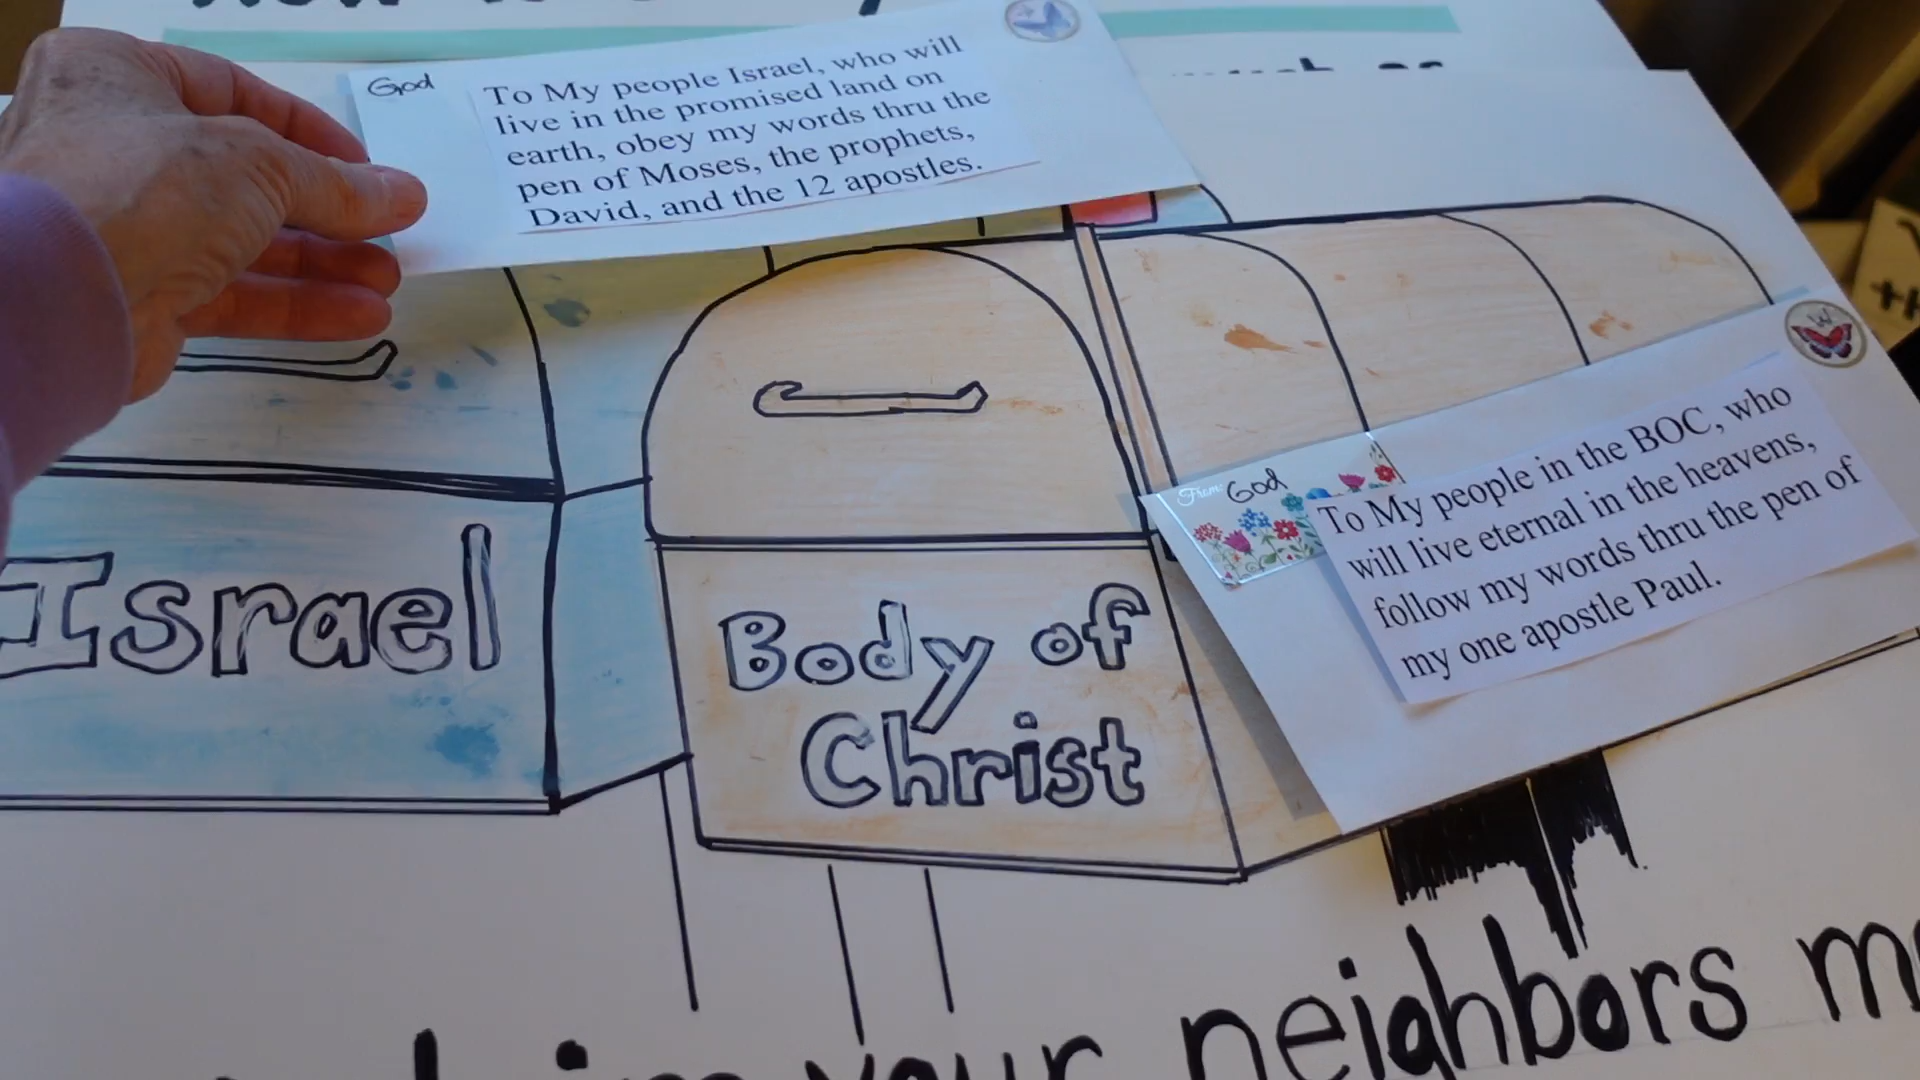 God
To My people Israel, who will
live in the promised land on
earth, obey my words thru the
pen of Moses, the prophets,
David, and the 12 apostles.
From: God
To My people in the BOC, who
will live eternal in the heavens,
follow my words thru the pen of
my one apostle Paul.
Israel
Body of
Christ
your neighbors